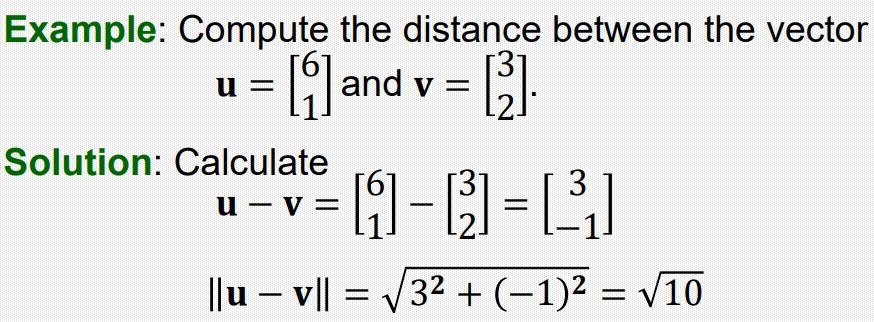 Example: Compute the distance between the vector
u = [6 1] and v = [3 2].
Solution: Calculate
u − v = [6 1] − [3 2] = [3 −1]
‖u − v‖ = √(3² + (−1)²) = √10